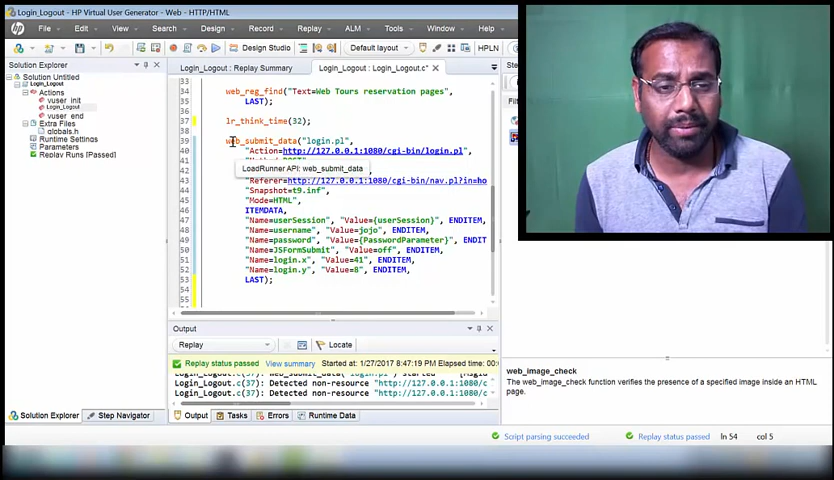 Login_Logout - HP Virtual User Generator - Web - HTTP/HTML
File Edit View Search Design Record Replay ALM Tools Window Help
Design Studio Default layout HPLN
Solution Explorer
Solution Untitled
Login_Logout
Actions
vuser_init
Login_Logout
vuser_end
Extra Files
globals.h
Runtime Settings
Parameters
Replay Runs [Passed]
Login_Logout : Replay Summary Login_Logout : Login_Logout.c*
33
34 web_reg_find("Text=Web Tours reservation pages",
35 LAST);
36
37 lr_think_time(32);
38
39 web_submit_data("login.pl",
40 "Action=http://127.0.0.1:1080/cgi-bin/login.pl",
LoadRunner API: web_submit_data
43 "Referer=http://127.0.0.1:1080/cgi-bin/nav.pl?in=ho
44 "Snapshot=t9.inf",
45 "Mode=HTML",
46 ITEMDATA,
47 "Name=userSession", "Value={userSession}", ENDITEM,
48 "Name=username", "Value=jojo", ENDITEM,
49 "Name=password", "Value={PasswordParameter}", ENDIT
50 "Name=JSFormSubmit", "Value=off", ENDITEM,
51 "Name=login.x", "Value=41", ENDITEM,
52 "Name=login.y", "Value=8", ENDITEM,
53 LAST);
54
55
Output
Replay Locate
Replay status passed View summary Started at: 1/27/2017 8:47:19 PM Elapsed time: 00:
Login_Logout.c(37): web_submit_data("login.pl") started
Login_Logout.c(37): Detected non-resource "http://127.0.0.1:1080/c
Login_Logout.c(37): Detected non-resource "http://127.0.0.1:1080/c
Solution Explorer Step Navigator Output Tasks Errors Runtime Data
web_image_check
The web_image_check function verifies the presence of a specified image inside an HTML
page.
Script parsing succeeded Replay status passed ln 54 col 5